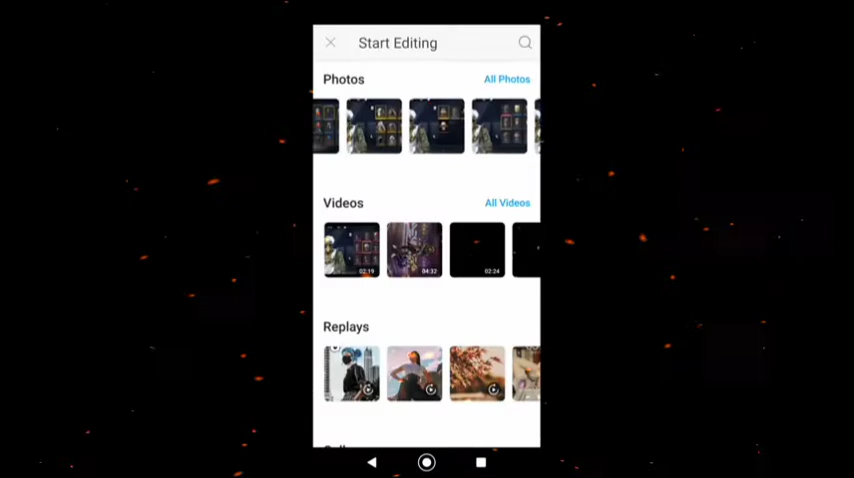 Start Editing
Photos
All Photos
Videos
All Videos
02:19
04:32
02:24
Replays